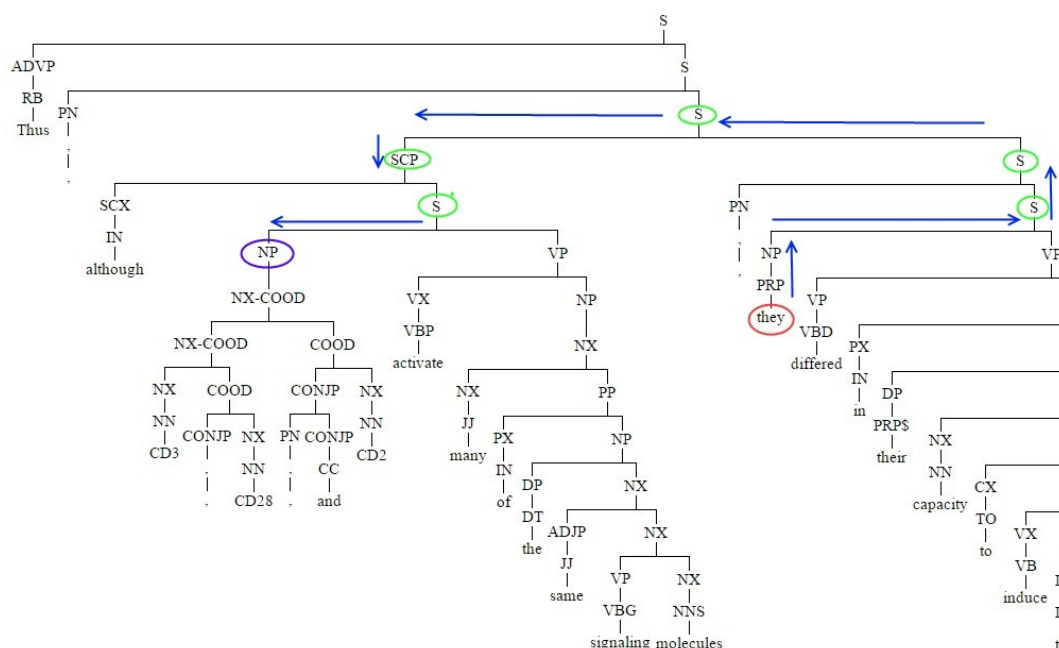 S
ADVP S
RB PN S
Thus , SCP S
SCX S PN S
IN NP VP , NP VP
although NX-COOD VX NP PRP VP
NX-COOD COOD VBP NX they VBD PX
NX COOD CONJP NX activate NX PP differed IN DP
NN CONJP NX PN CONJP NN JJ PX NP in PRP$ NX
CD3 , NN , CC CD2 many IN DP NX their NN CX
CD28 and of DT ADJP NX capacity TO VX
the JJ VP NX to VB
same VBG NNS induce
signaling molecules